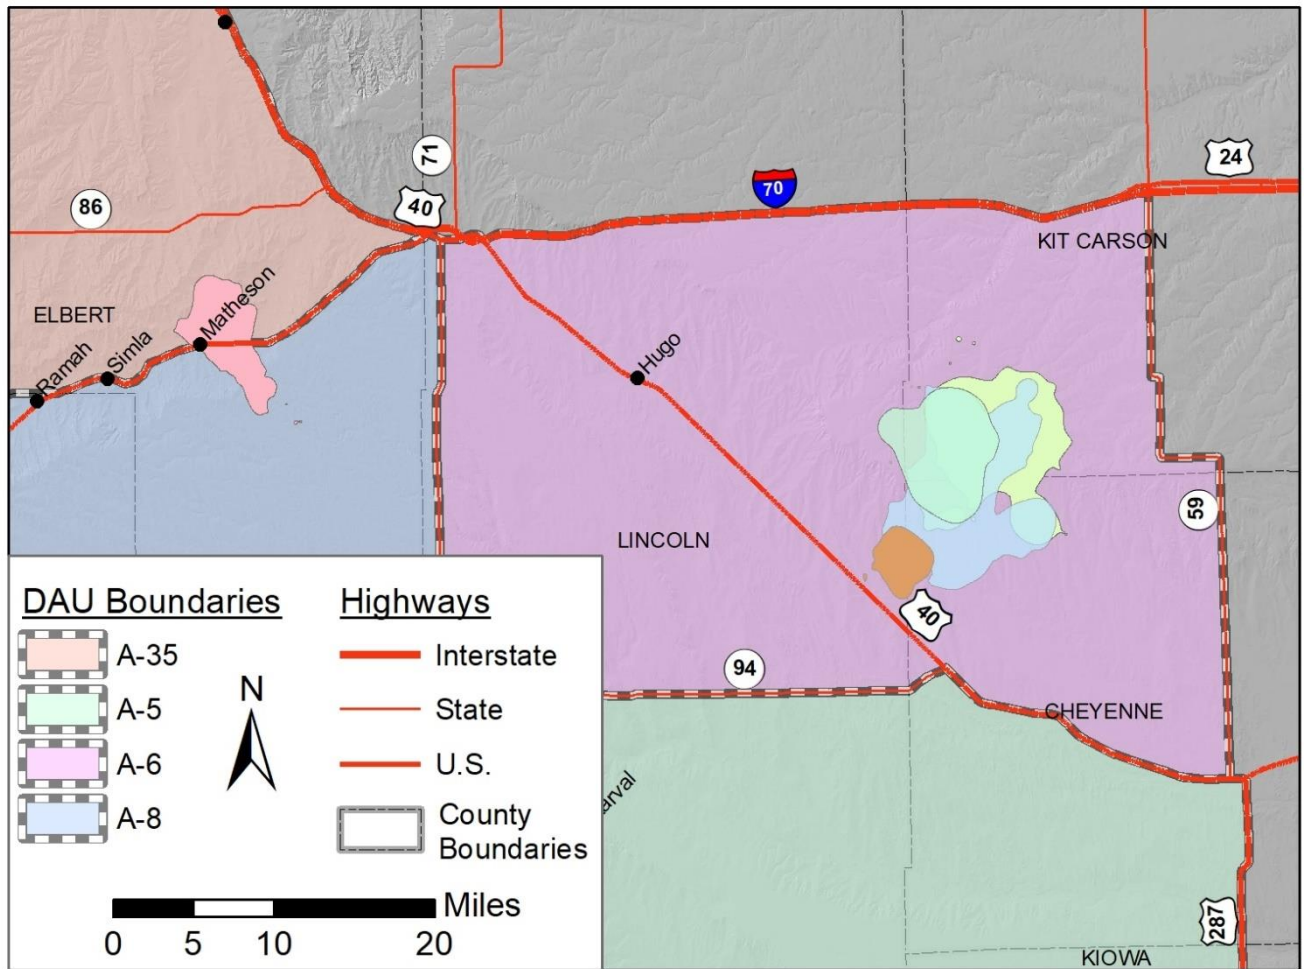 71
40
70
24
86
KIT CARSON
ELBERT
Matheson
Simla
Ramah
Hugo
59
LINCOLN
40
94
CHEYENNE
arval
287
KIOWA
DAU Boundaries
A-35
A-5
A-6
A-8
N
Highways
Interstate
State
U.S.
County
Boundaries
Miles
0 5 10 20